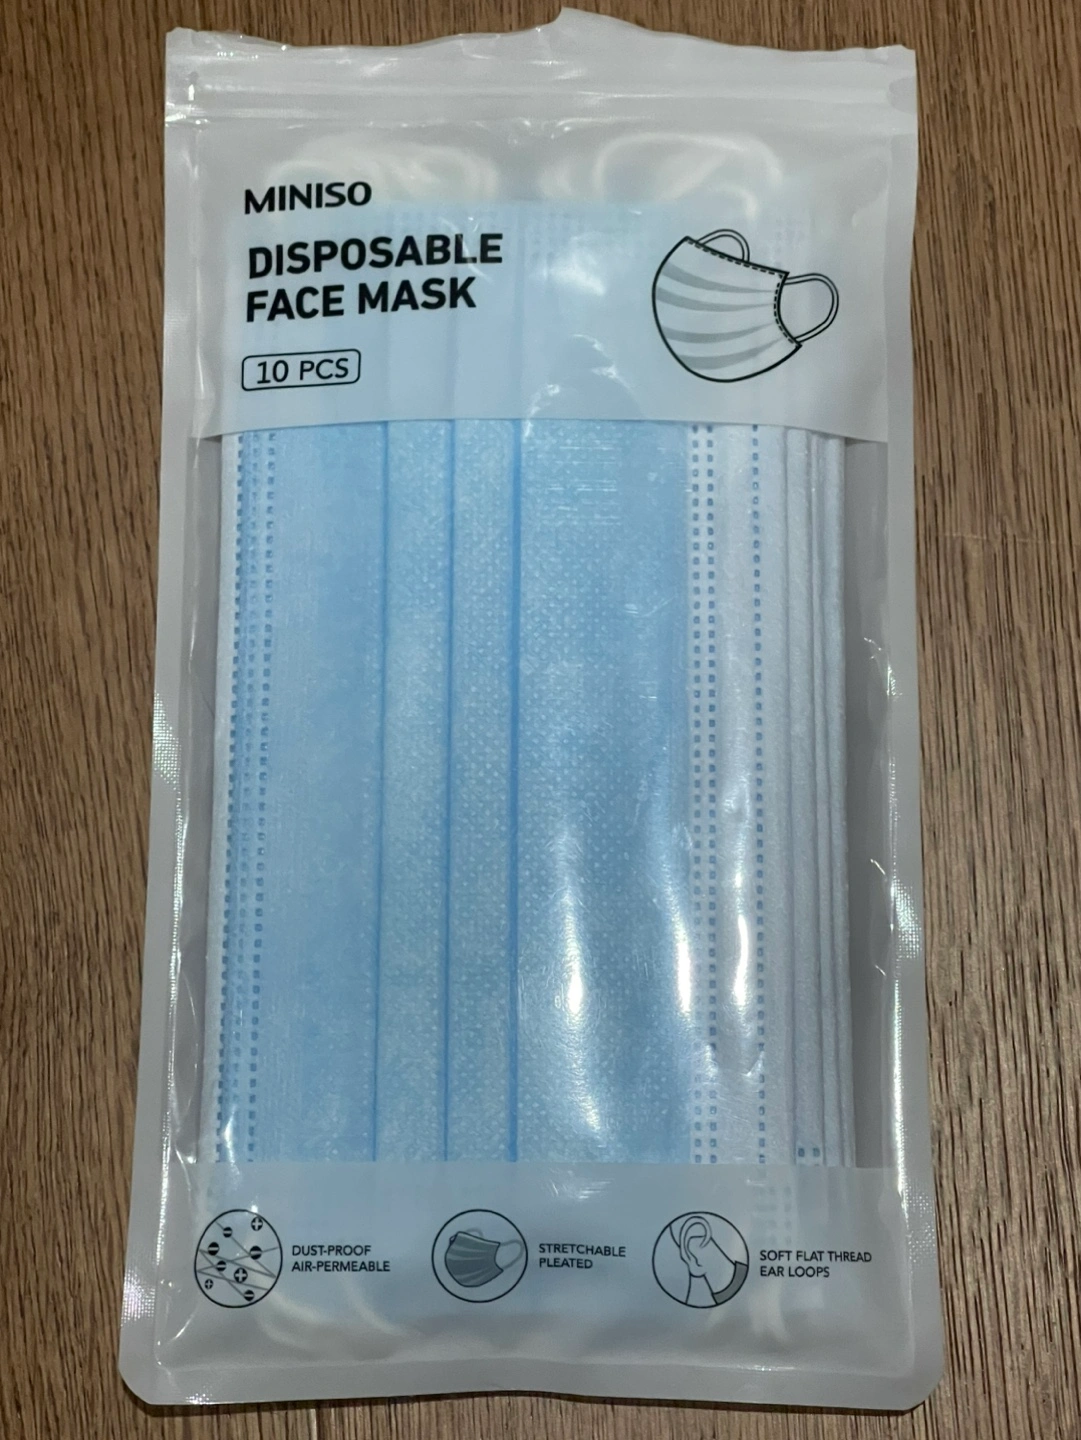 MINISO
DISPOSABLE
FACE MASK
10 PCS
DUST-PROOF
AIR-PERMEABLE
STRETCHABLE
PLEATED
SOFT FLAT THREAD
EAR LOOPS